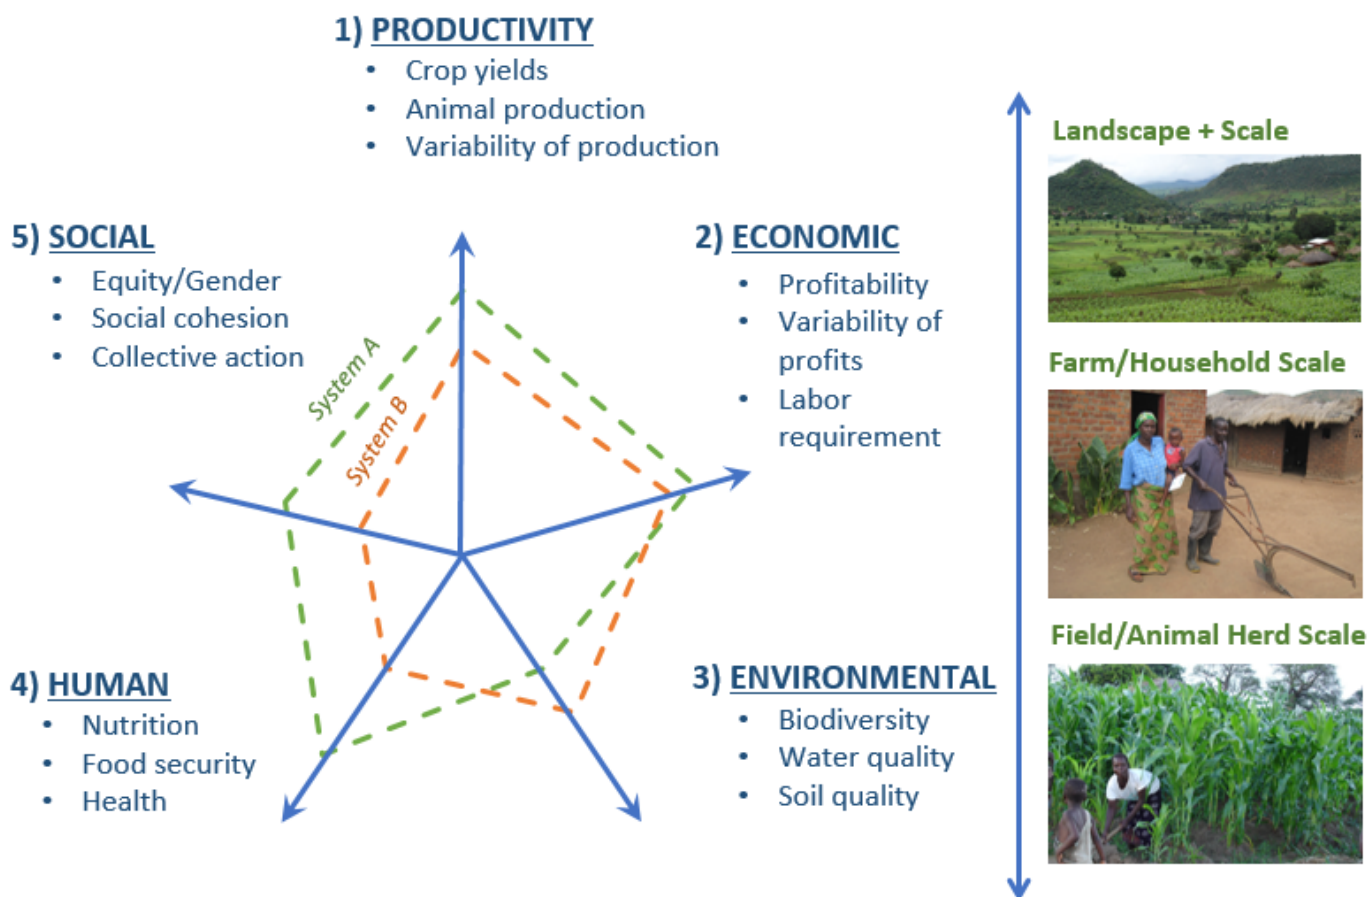 1) PRODUCTIVITY
• Crop yields
• Animal production
• Variability of production
5) SOCIAL
• Equity/Gender
• Social cohesion
• Collective action
2) ECONOMIC
• Profitability
• Variability of
profits
• Labor
requirement
System A
System B
4) HUMAN
• Nutrition
• Food security
• Health
3) ENVIRONMENTAL
• Biodiversity
• Water quality
• Soil quality
Landscape + Scale
Farm/Household Scale
Field/Animal Herd Scale